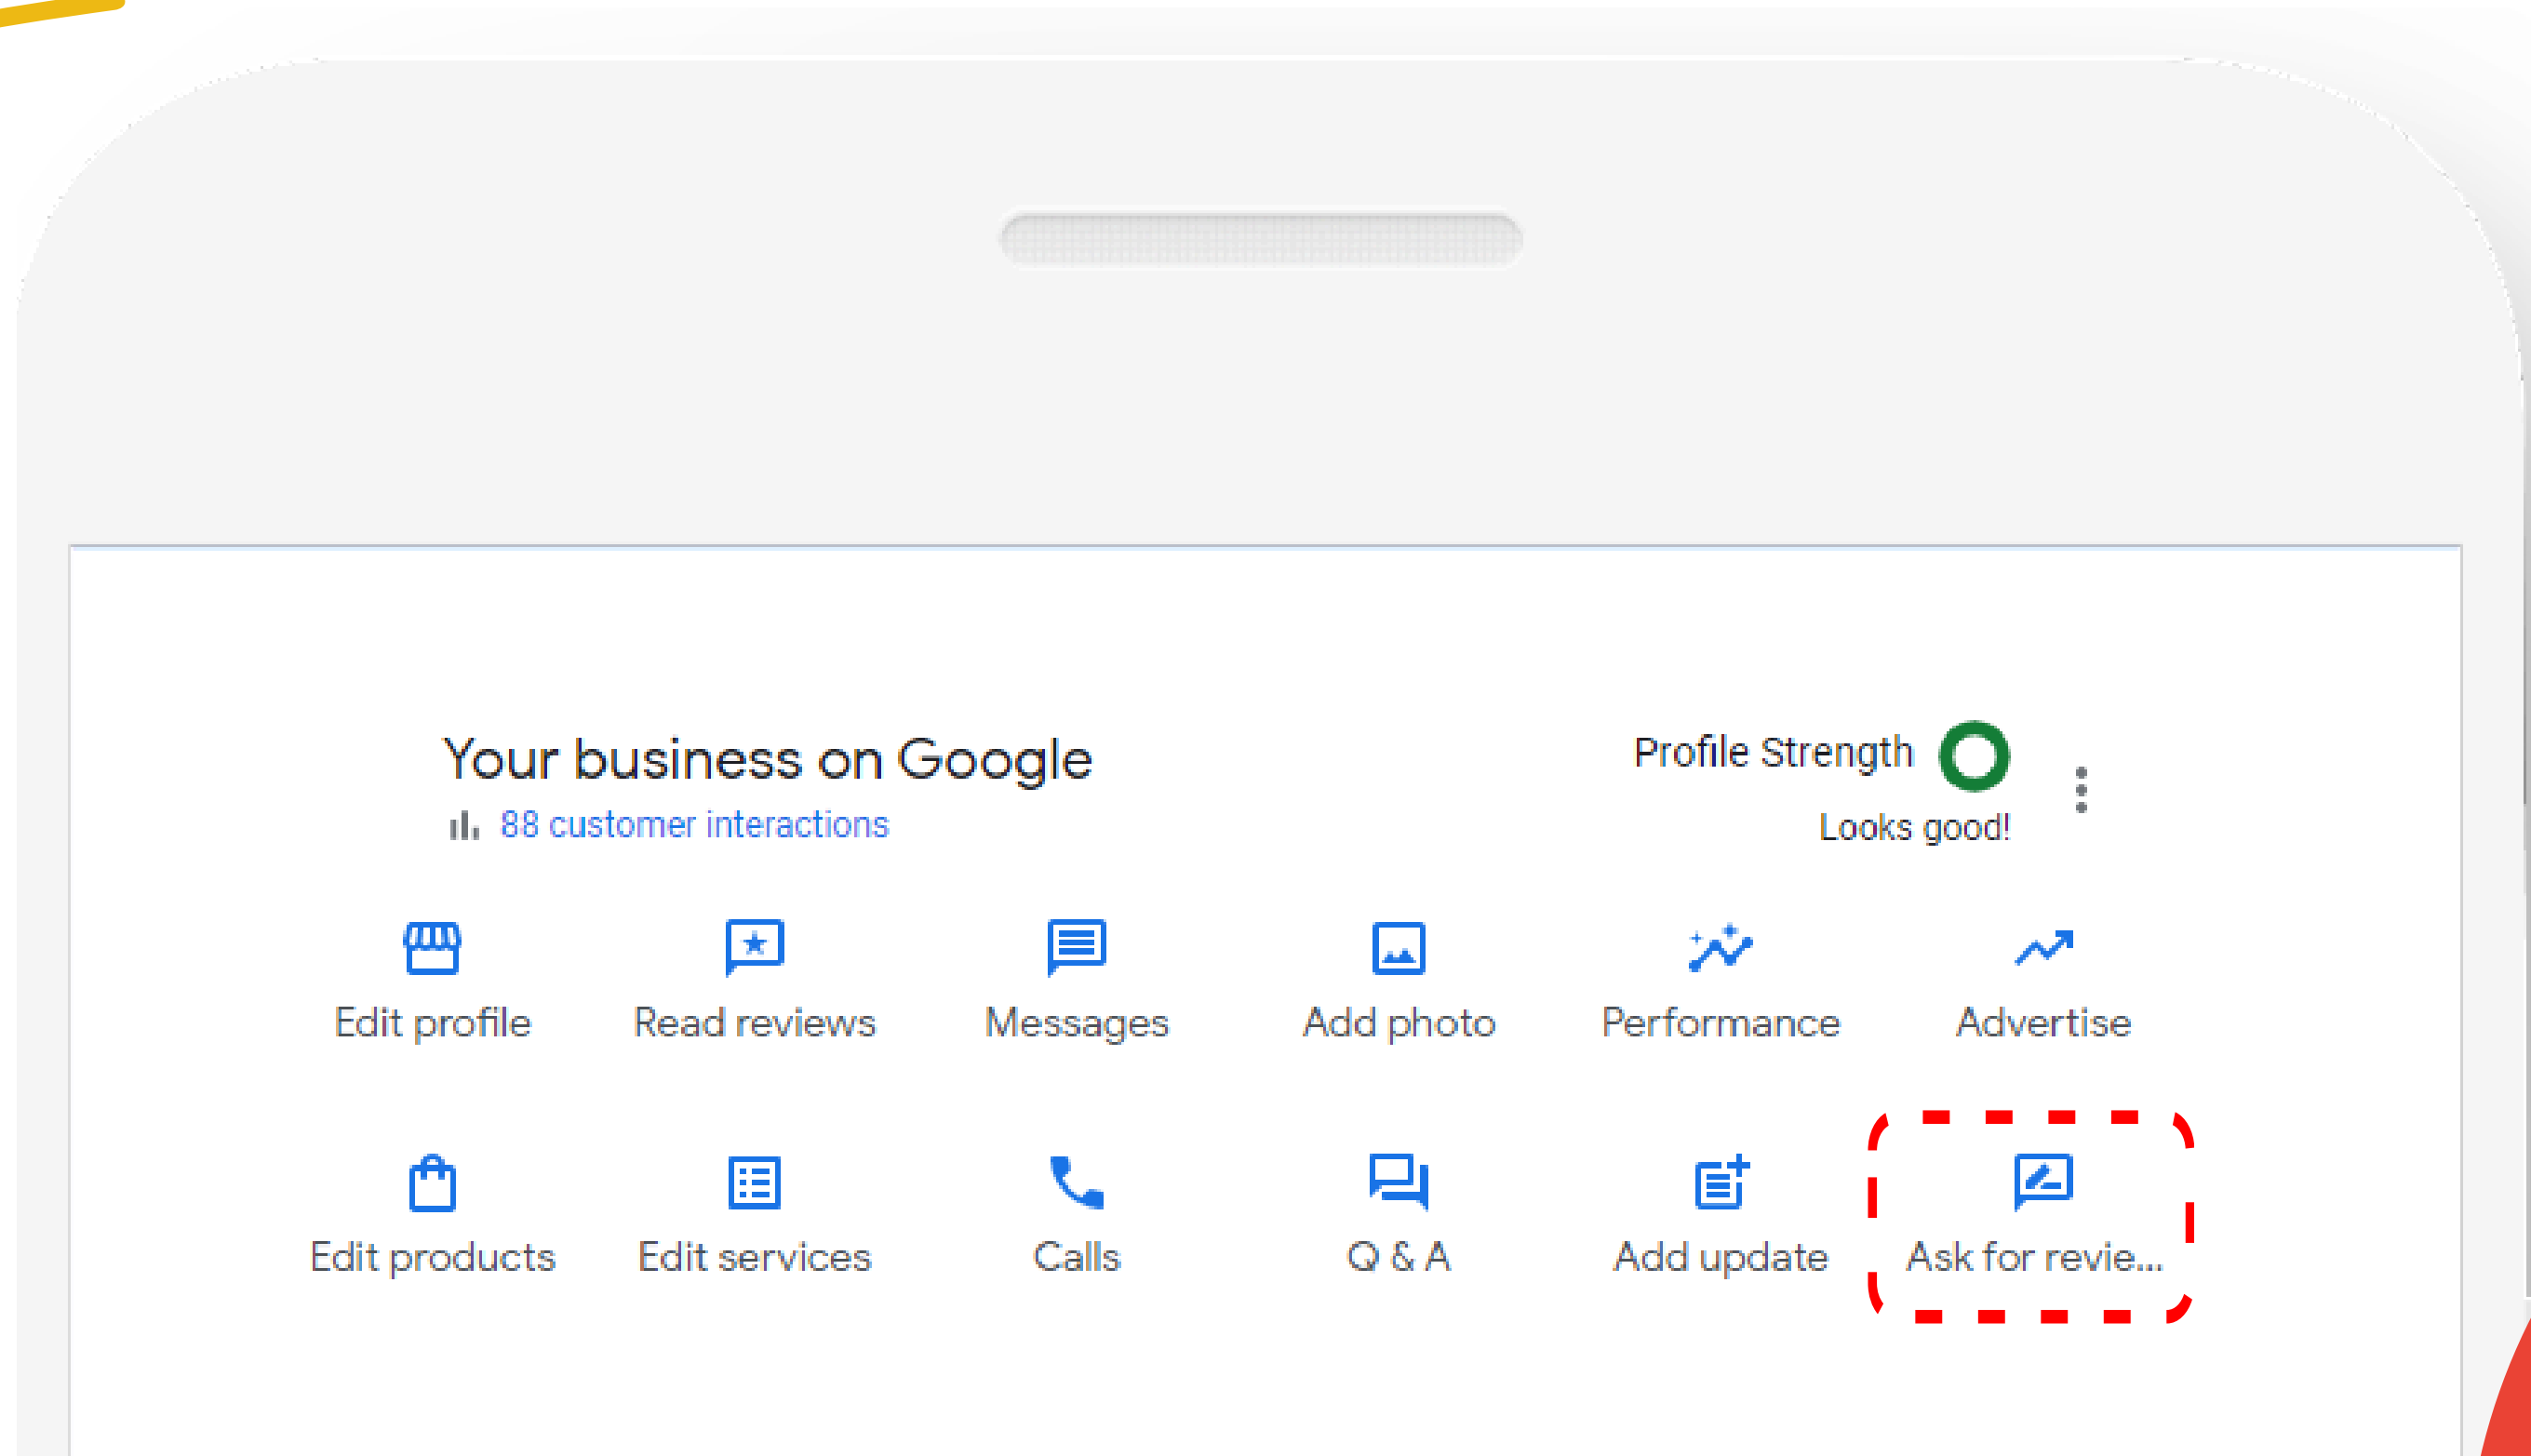 Your business on Google
88 customer interactions
Profile Strength
Looks good!
Edit profile
Read reviews
Messages
Add photo
Performance
Advertise
Edit products
Edit services
Calls
Q & A
Add update
Ask for revie...